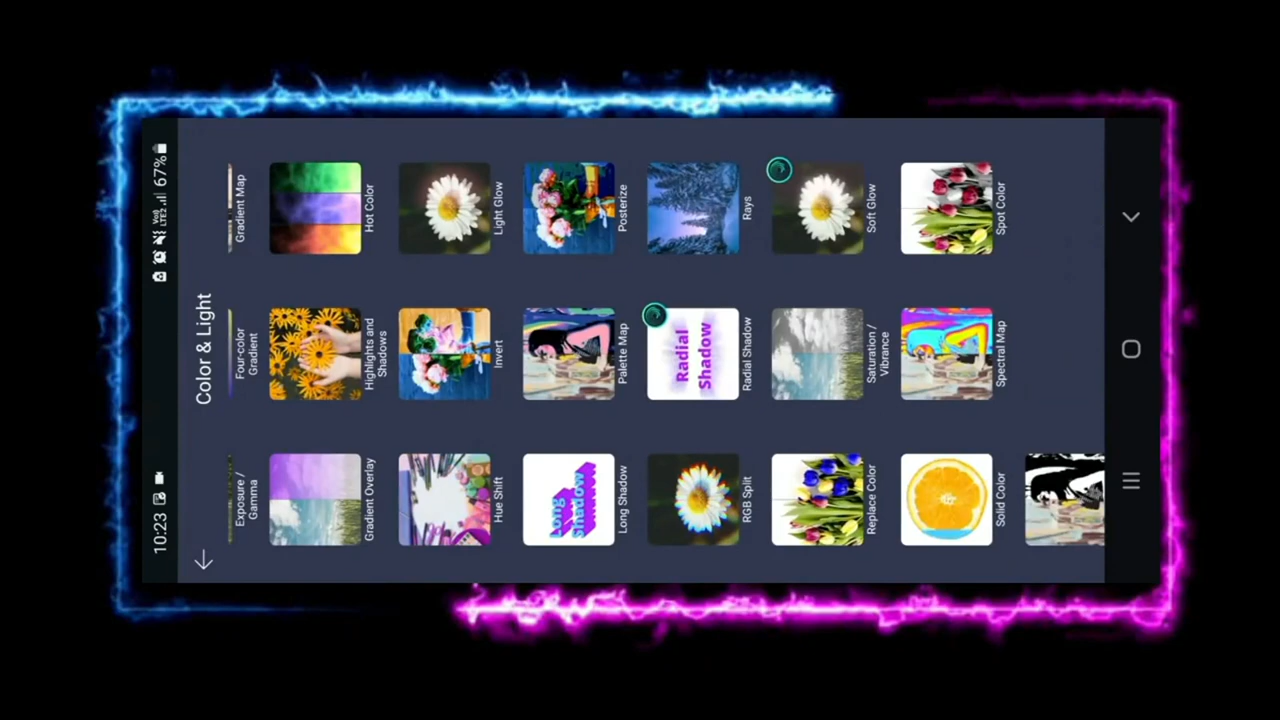 10:23
Vo)) LTE2 67%
Color & Light
Exposure /
Gamma
Four-color
Gradient
Gradient Map
Gradient Overlay
Highlights and
Shadows
Hot Color
Hue Shift
Invert
Light Glow
Long
Shadow
Long Shadow
Palette Map
Posterize
RGB Split
Radial
Shadow
Radial Shadow
Rays
Replace Color
Saturation /
Vibrance
Soft Glow
Solid Color
Spectral Map
Spot Color